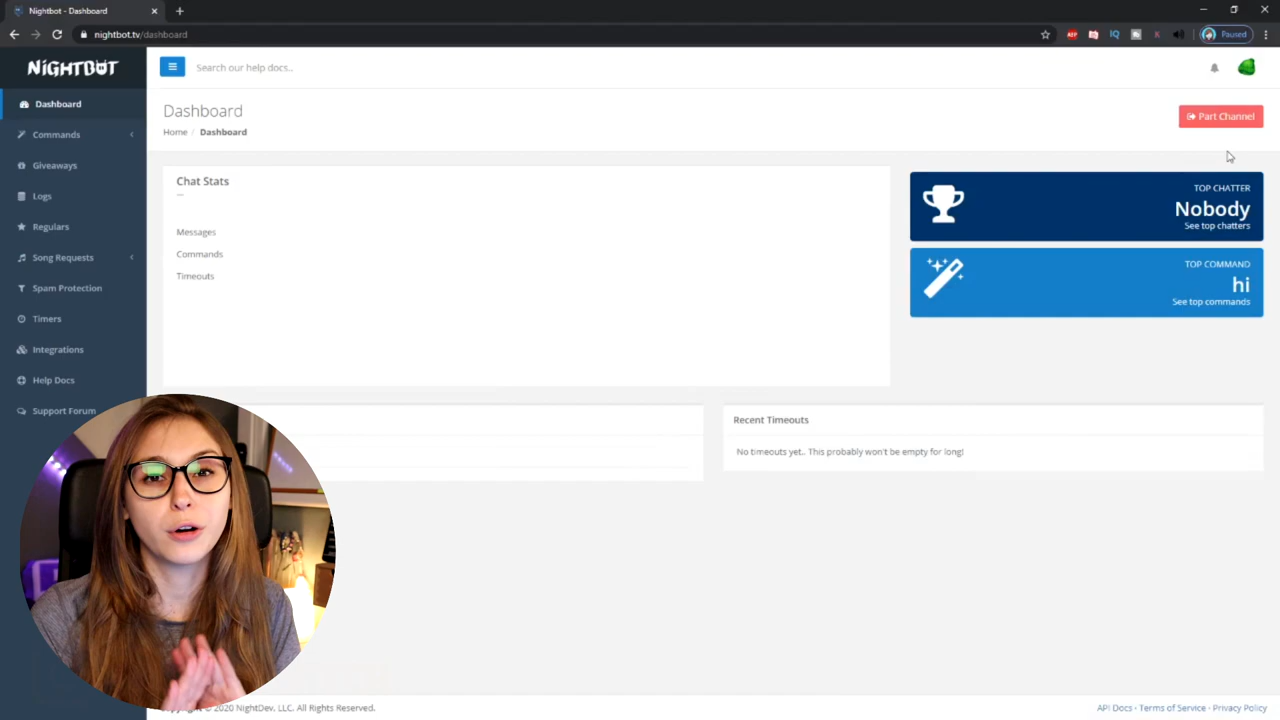 Nightbot - Dashboard
nightbot.tv/dashboard
ABP
IQ
K
Paused
NIGHTBOT
Search our help docs...
Dashboard
Commands
Giveaways
Logs
Regulars
Song Requests
Spam Protection
Timers
Integrations
Help Docs
Support Forum
Dashboard
Home / Dashboard
Part Channel
Chat Stats
Messages
Commands
Timeouts
TOP CHATTER
Nobody
See top chatters
TOP COMMAND
hi
See top commands
Recent Timeouts
No timeouts yet.. This probably won't be empty for long!
© 2020 NightDev, LLC. All Rights Reserved.
API Docs - Terms of Service - Privacy Policy